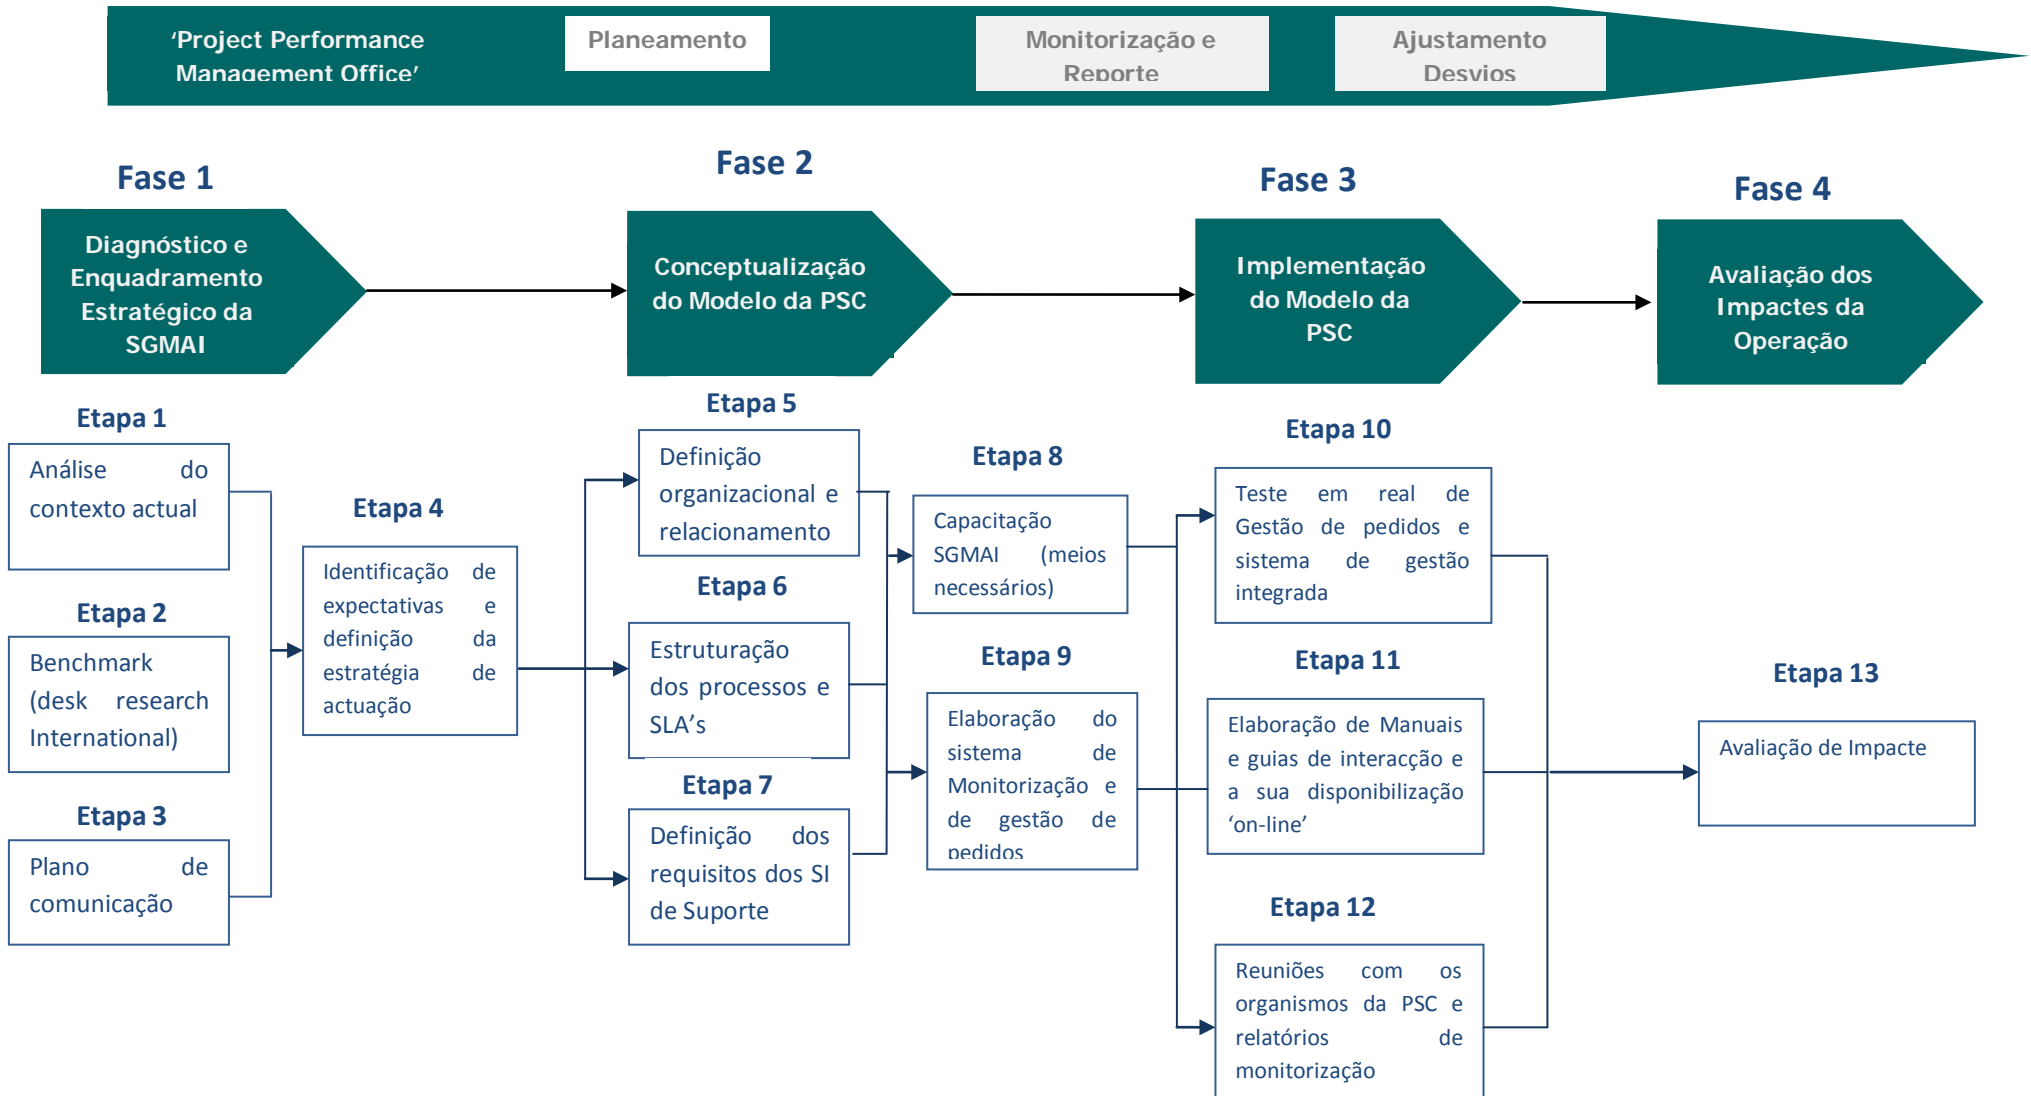 ‘Project Performance
Management Office’
Planeamento
Monitorização e
Reporte
Ajustamento
Desvios
Fase 1
Diagnóstico e
Enquadramento
Estratégico da
SGMAI
Fase 2
Conceptualização
do Modelo da PSC
Fase 3
Implementação
do Modelo da
PSC
Fase 4
Avaliação dos
Impactes da
Operação
Etapa 1
Análise do
contexto actual
Etapa 2
Benchmark
(desk research
International)
Etapa 3
Plano de
comunicação
Etapa 4
Identificação de
expectativas e
definição da
estratégia de
actuação
Etapa 5
Definição
organizacional e
relacionamento
Etapa 6
Estruturação
dos processos e
SLA’s
Etapa 7
Definição dos
requisitos dos SI
de Suporte
Etapa 8
Capacitação
SGMAI (meios
necessários)
Etapa 9
Elaboração do
sistema de
Monitorização e
de gestão de
pedidos
Etapa 10
Teste em real de
Gestão de pedidos e
sistema de gestão
integrada
Etapa 11
Elaboração de Manuais
e guias de interacção e
a sua disponibilização
‘on-line’
Etapa 12
Reuniões com os
organismos da PSC e
relatórios de
monitorização
Etapa 13
Avaliação de Impacte